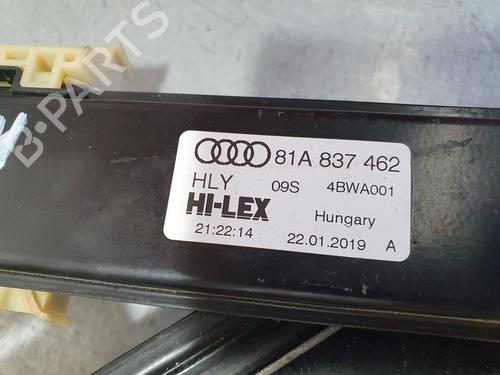 81A 837 462
HLY 09S 4BWA001
HI-LEX Hungary
21:22:14 22.01.2019 A
B-PARTS